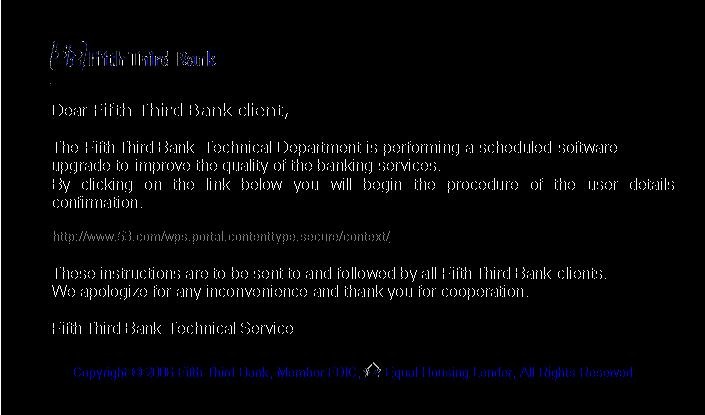 Fifth Third Bank
Dear Fifth Third Bank client,
The Fifth Third Bank Technical Department is performing a scheduled software
upgrade to improve the quality of the banking services.
By clicking on the link below you will begin the procedure of the user details
confirmation.
http://www.53.com/wps.portal.contenttype.secure/context/
These instructions are to be sent to and followed by all Fifth Third Bank clients.
We apologize for any inconvenience and thank you for cooperation.
Fifth Third Bank Technical Service
Copyright © Fifth Third Bank, Member FDIC, Equal Housing Lender, All Rights Reserved